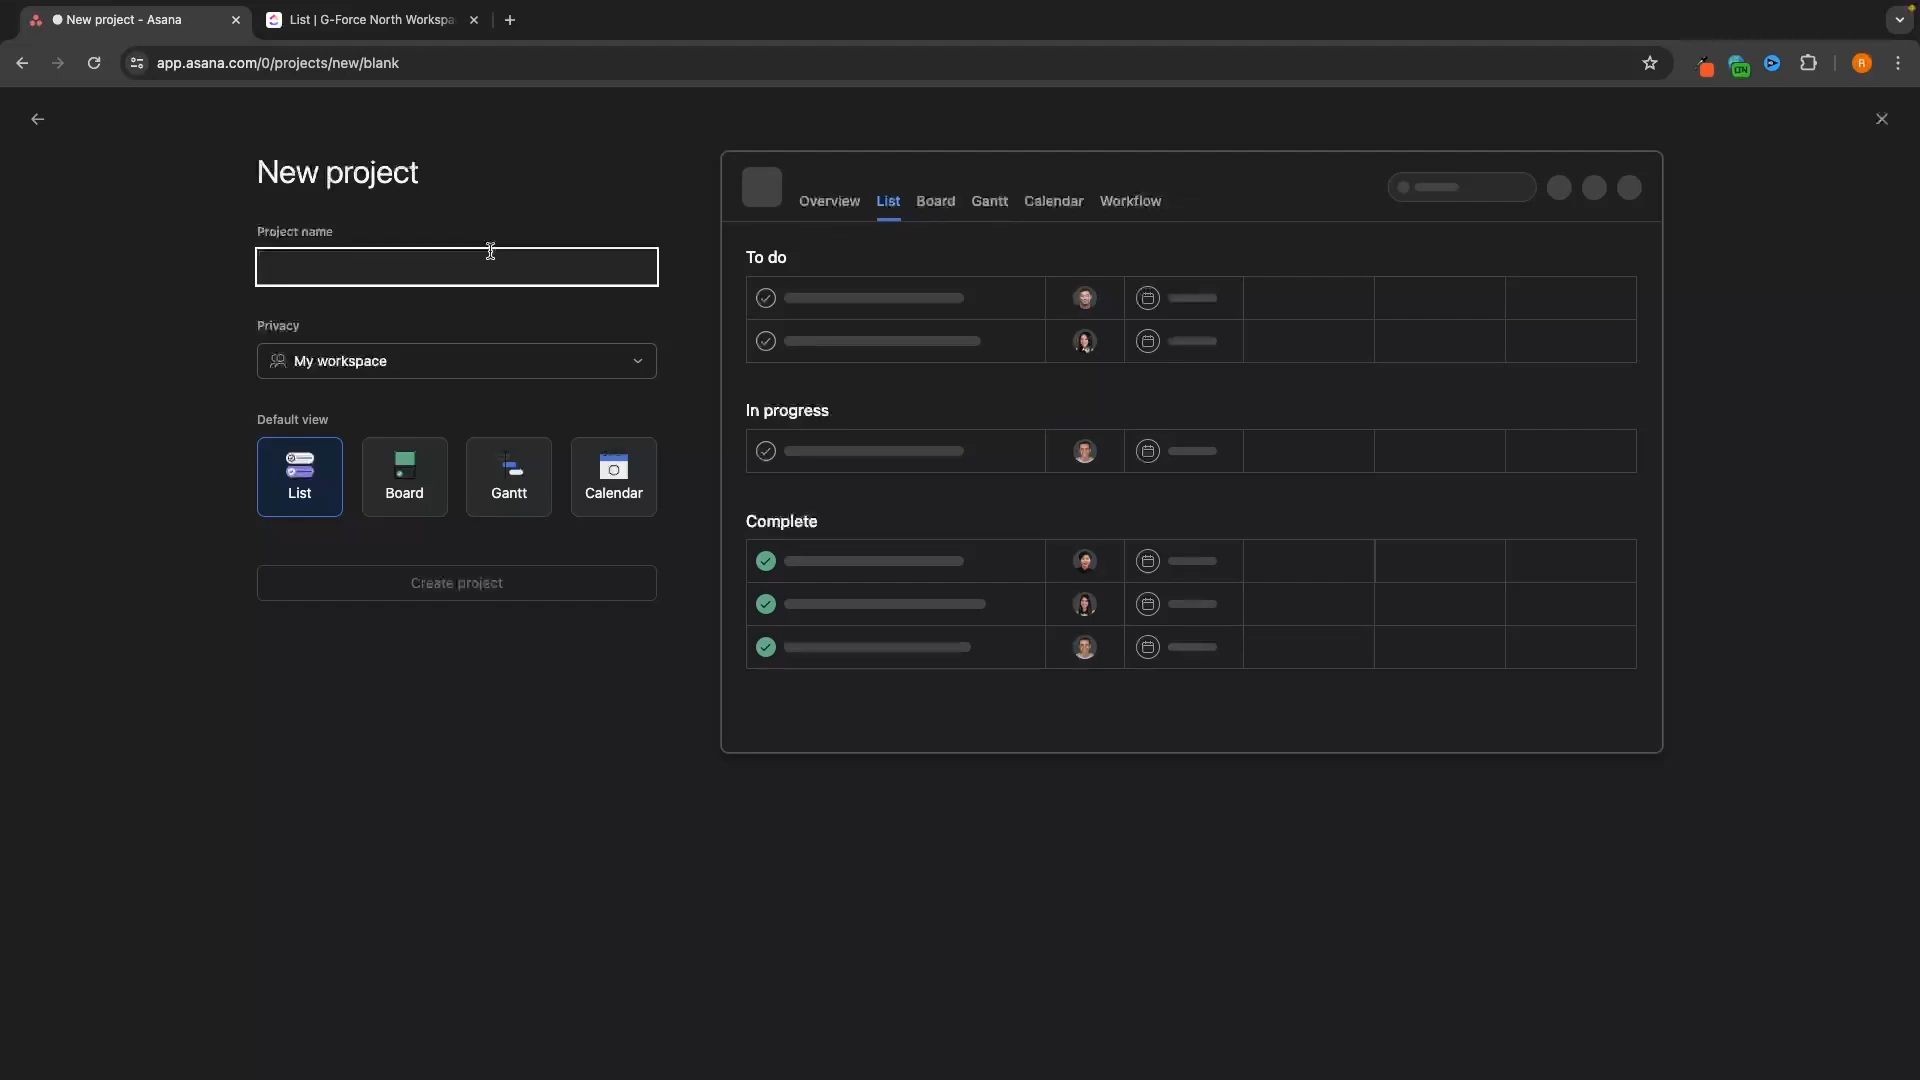 New project - Asana
List | G-Force North Workspa
app.asana.com/0/projects/new/blank
ON
R
New project
Project name
Privacy
My workspace
Default view
List
Board
Gantt
Calendar
Create project
Overview
List
Board
Gantt
Calendar
Workflow
To do
In progress
Complete